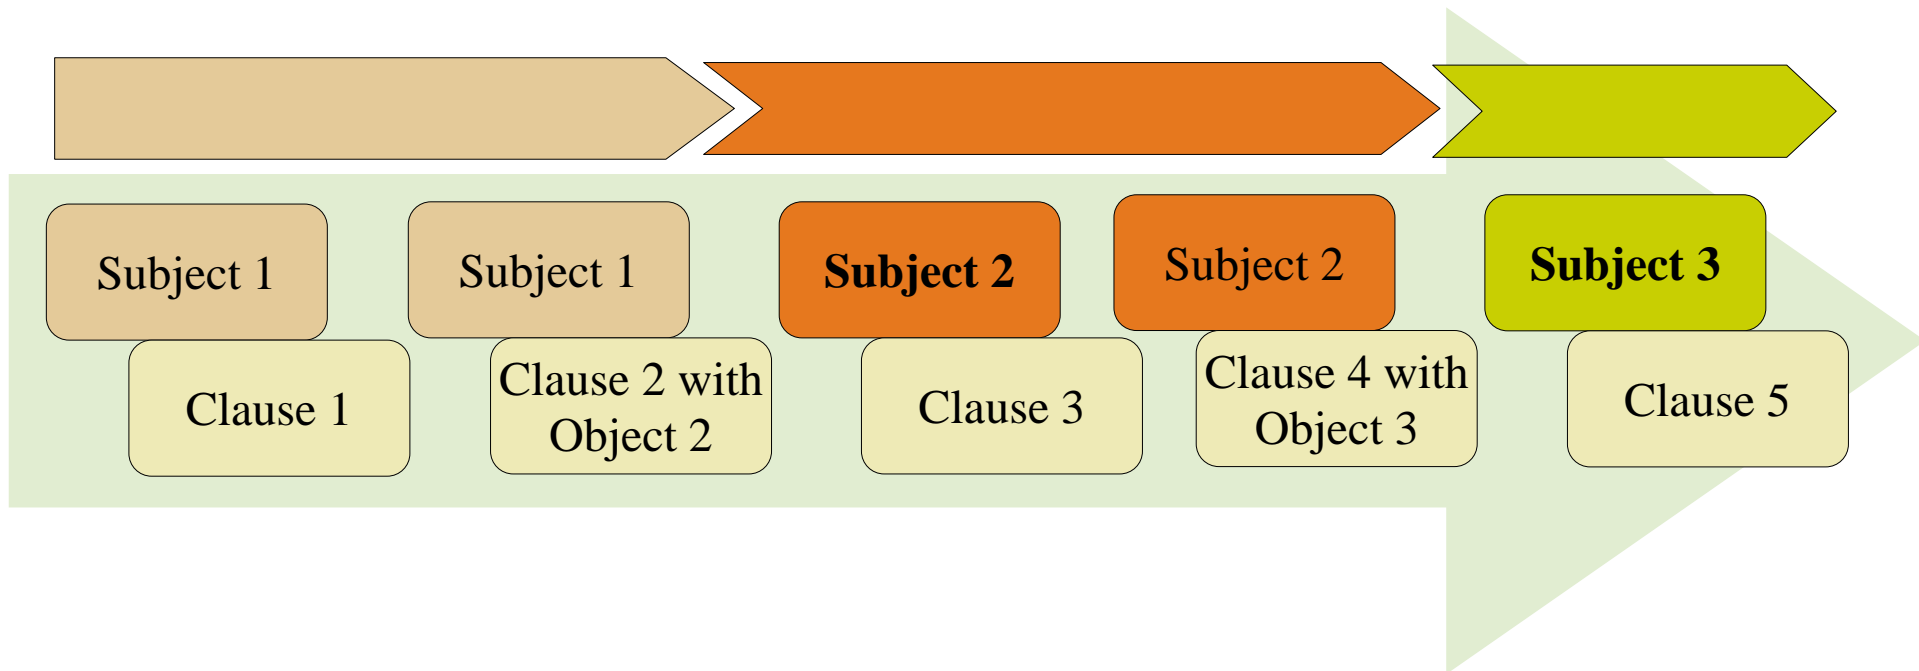 Subject 1
Subject 1
Subject 2
Subject 2
Subject 3
Clause 1
Clause 2 with
Object 2
Clause 3
Clause 4 with
Object 3
Clause 5